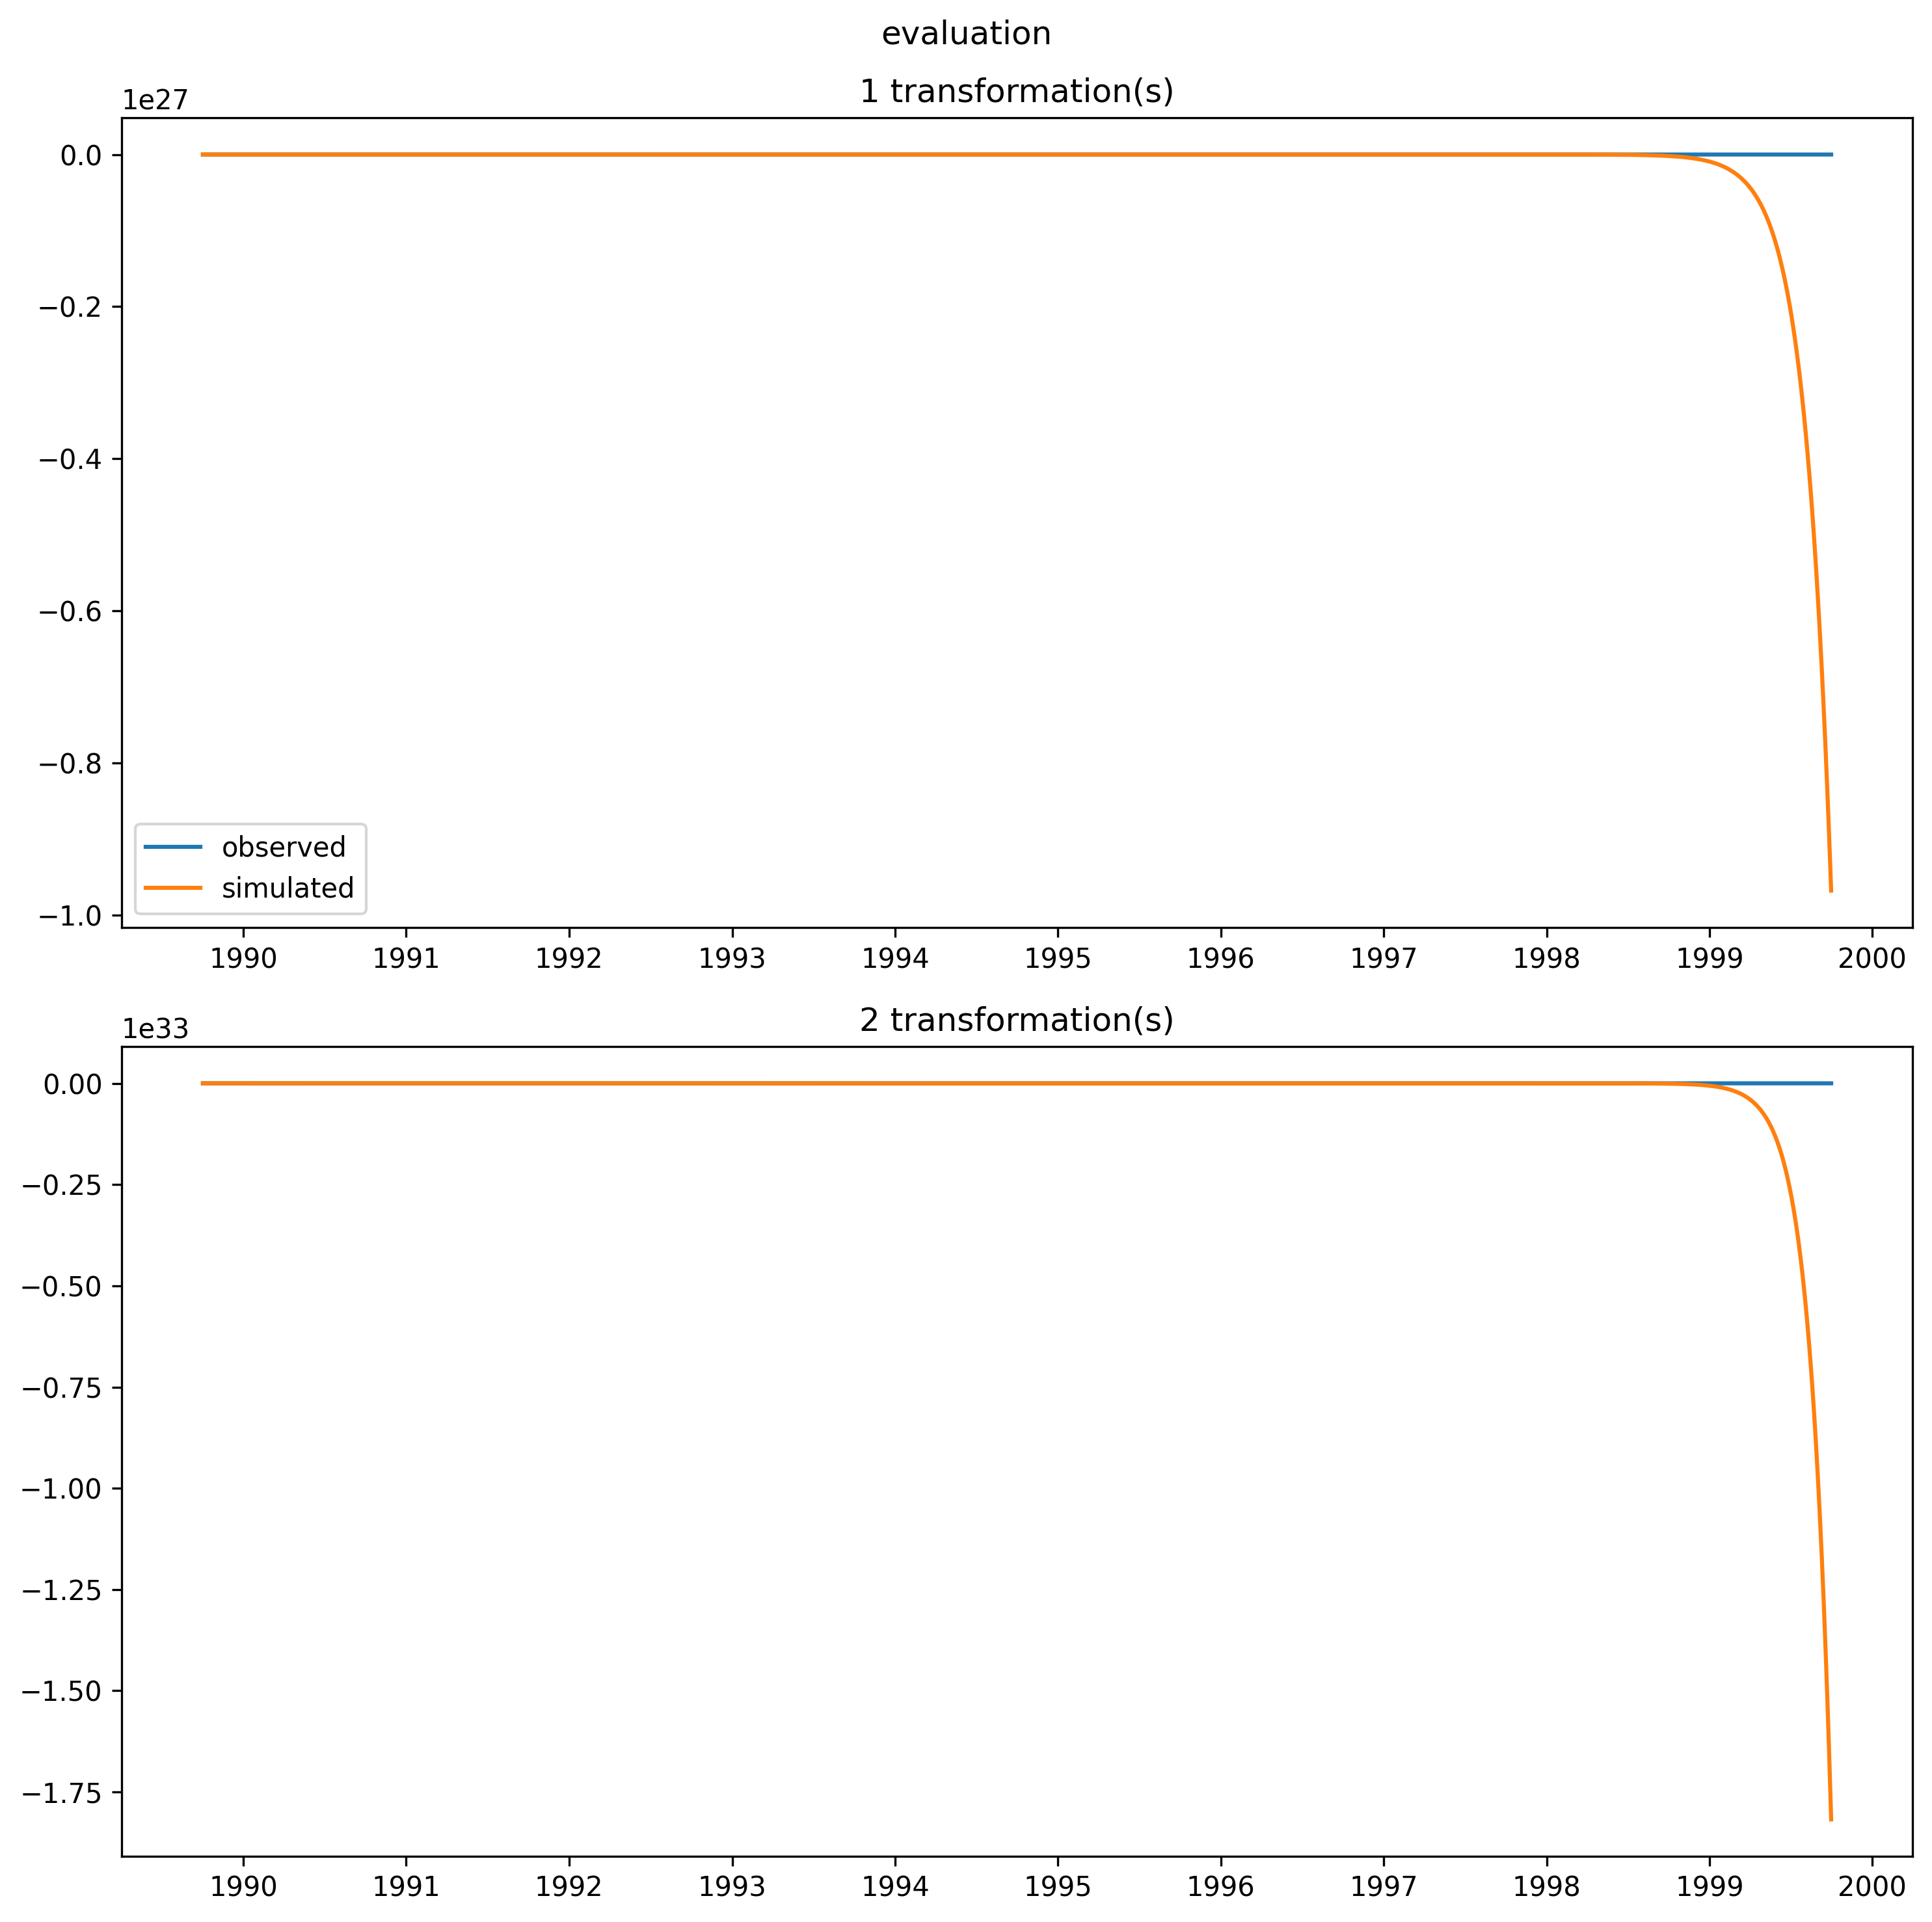 evaluation
1 transformation(s)
1e27
0.0
−0.2
−0.4
−0.6
−0.8
−1.0
observed
simulated
1990 1991 1992 1993 1994 1995 1996 1997 1998 1999 2000
2 transformation(s)
1e33
0.00
−0.25
−0.50
−0.75
−1.00
−1.25
−1.50
−1.75
1990 1991 1992 1993 1994 1995 1996 1997 1998 1999 2000